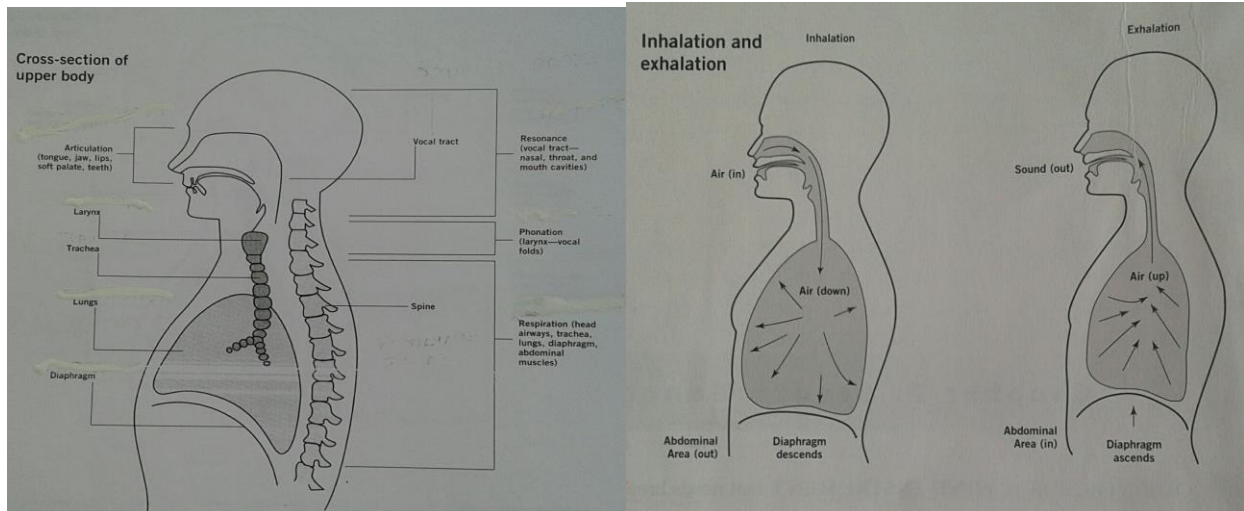 Cross-section of
upper body
Articulation
(tongue, jaw, lips,
soft palate, teeth)
Larynx
Trachea
Lungs
Diaphragm
Vocal tract
Spine
Resonance
(vocal tract—
nasal, throat, and
mouth cavities)
Phonation
(larynx—vocal
folds)
Respiration (head
airways, trachea,
lungs, diaphragm,
abdominal
muscles)
Inhalation and
exhalation
Inhalation
Air (in)
Air (down)
Abdominal
Area (out)
Diaphragm
descends
Exhalation
Sound (out)
Air (up)
Abdominal
Area (in)
Diaphragm
ascends